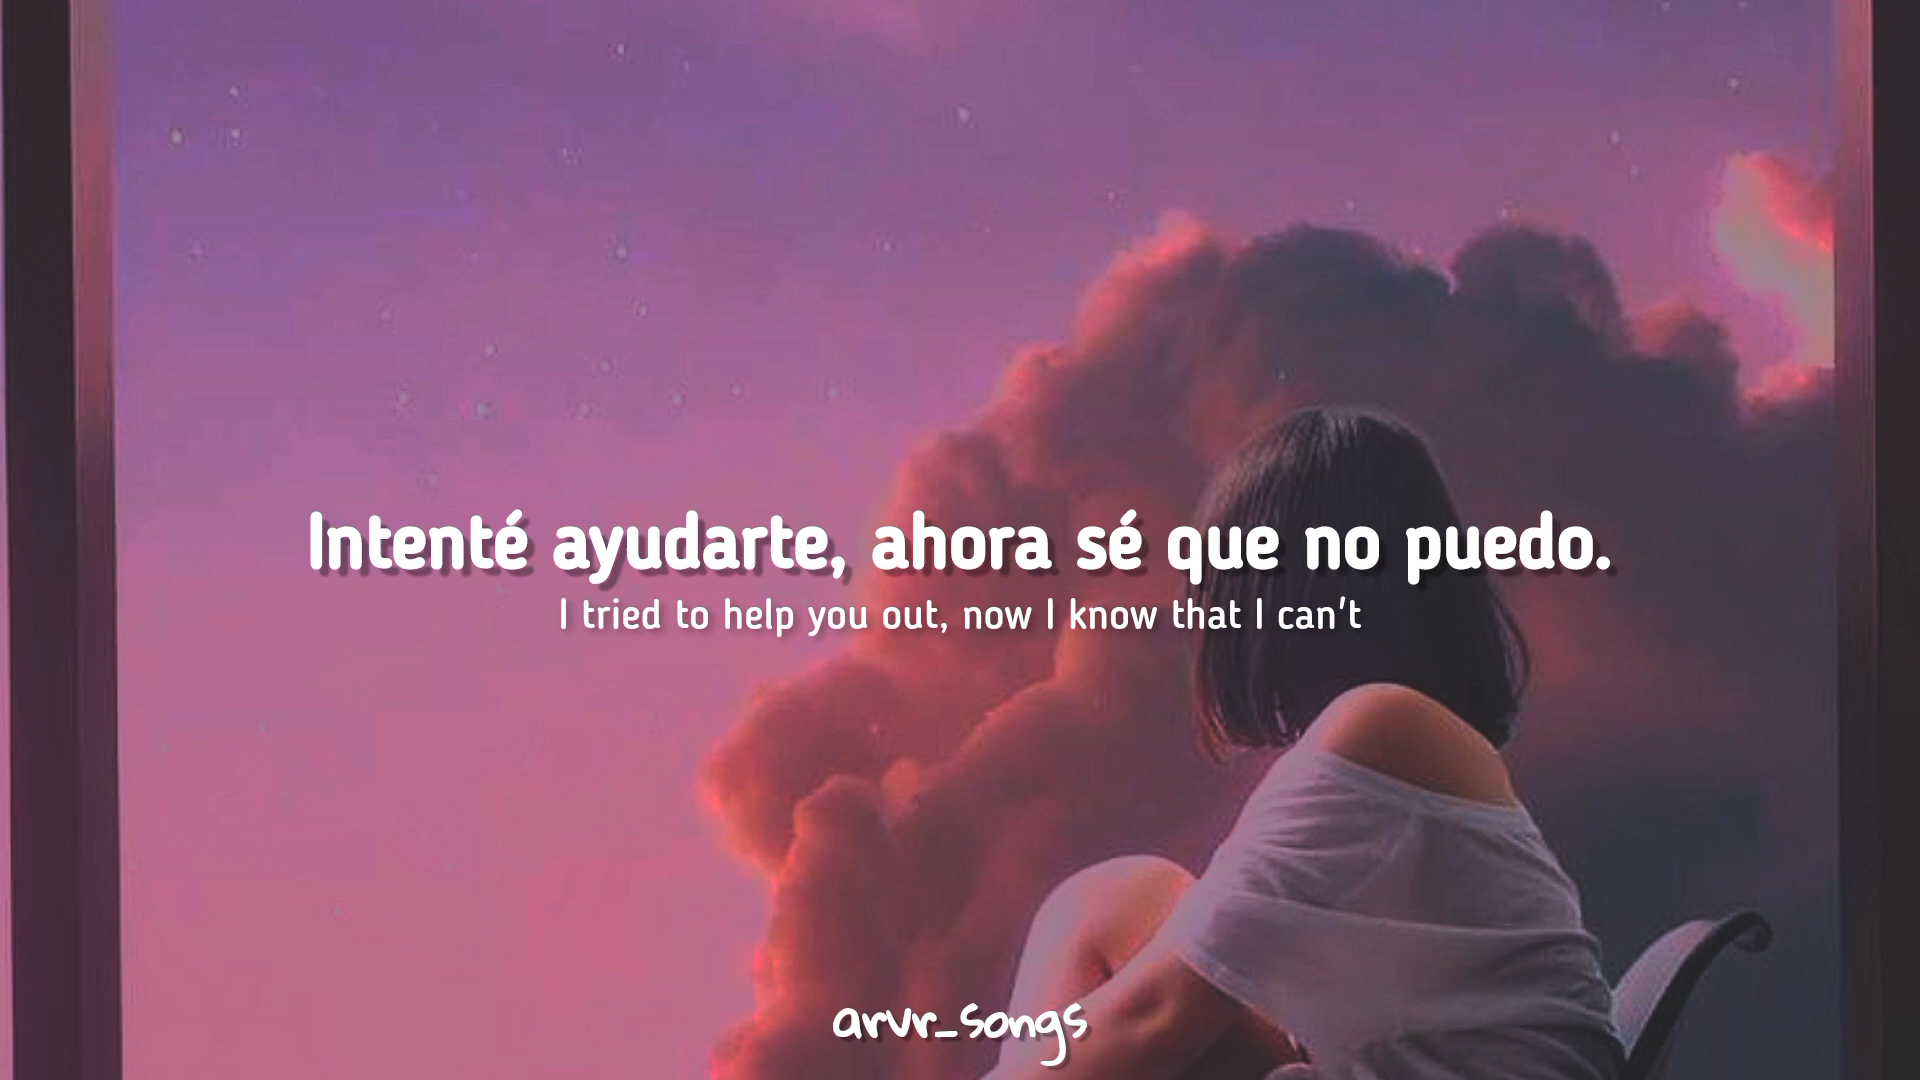 Intenté ayudarte, ahora sé que no puedo.
I tried to help you out, now I know that I can't
arvr_songs